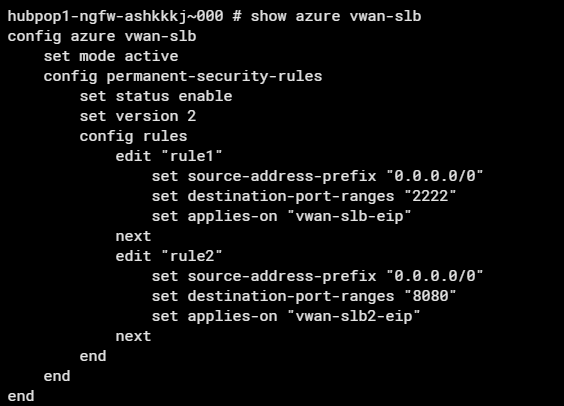 hubpop1-ngfw-ashkkkj~000 # show azure vwan-slb
config azure vwan-slb
    set mode active
    config permanent-security-rules
        set status enable
        set version 2
        config rules
            edit "rule1"
                set source-address-prefix "0.0.0.0/0"
                set destination-port-ranges "2222"
                set applies-on "vwan-slb-eip"
            next
            edit "rule2"
                set source-address-prefix "0.0.0.0/0"
                set destination-port-ranges "8080"
                set applies-on "vwan-slb2-eip"
            next
        end
    end
end